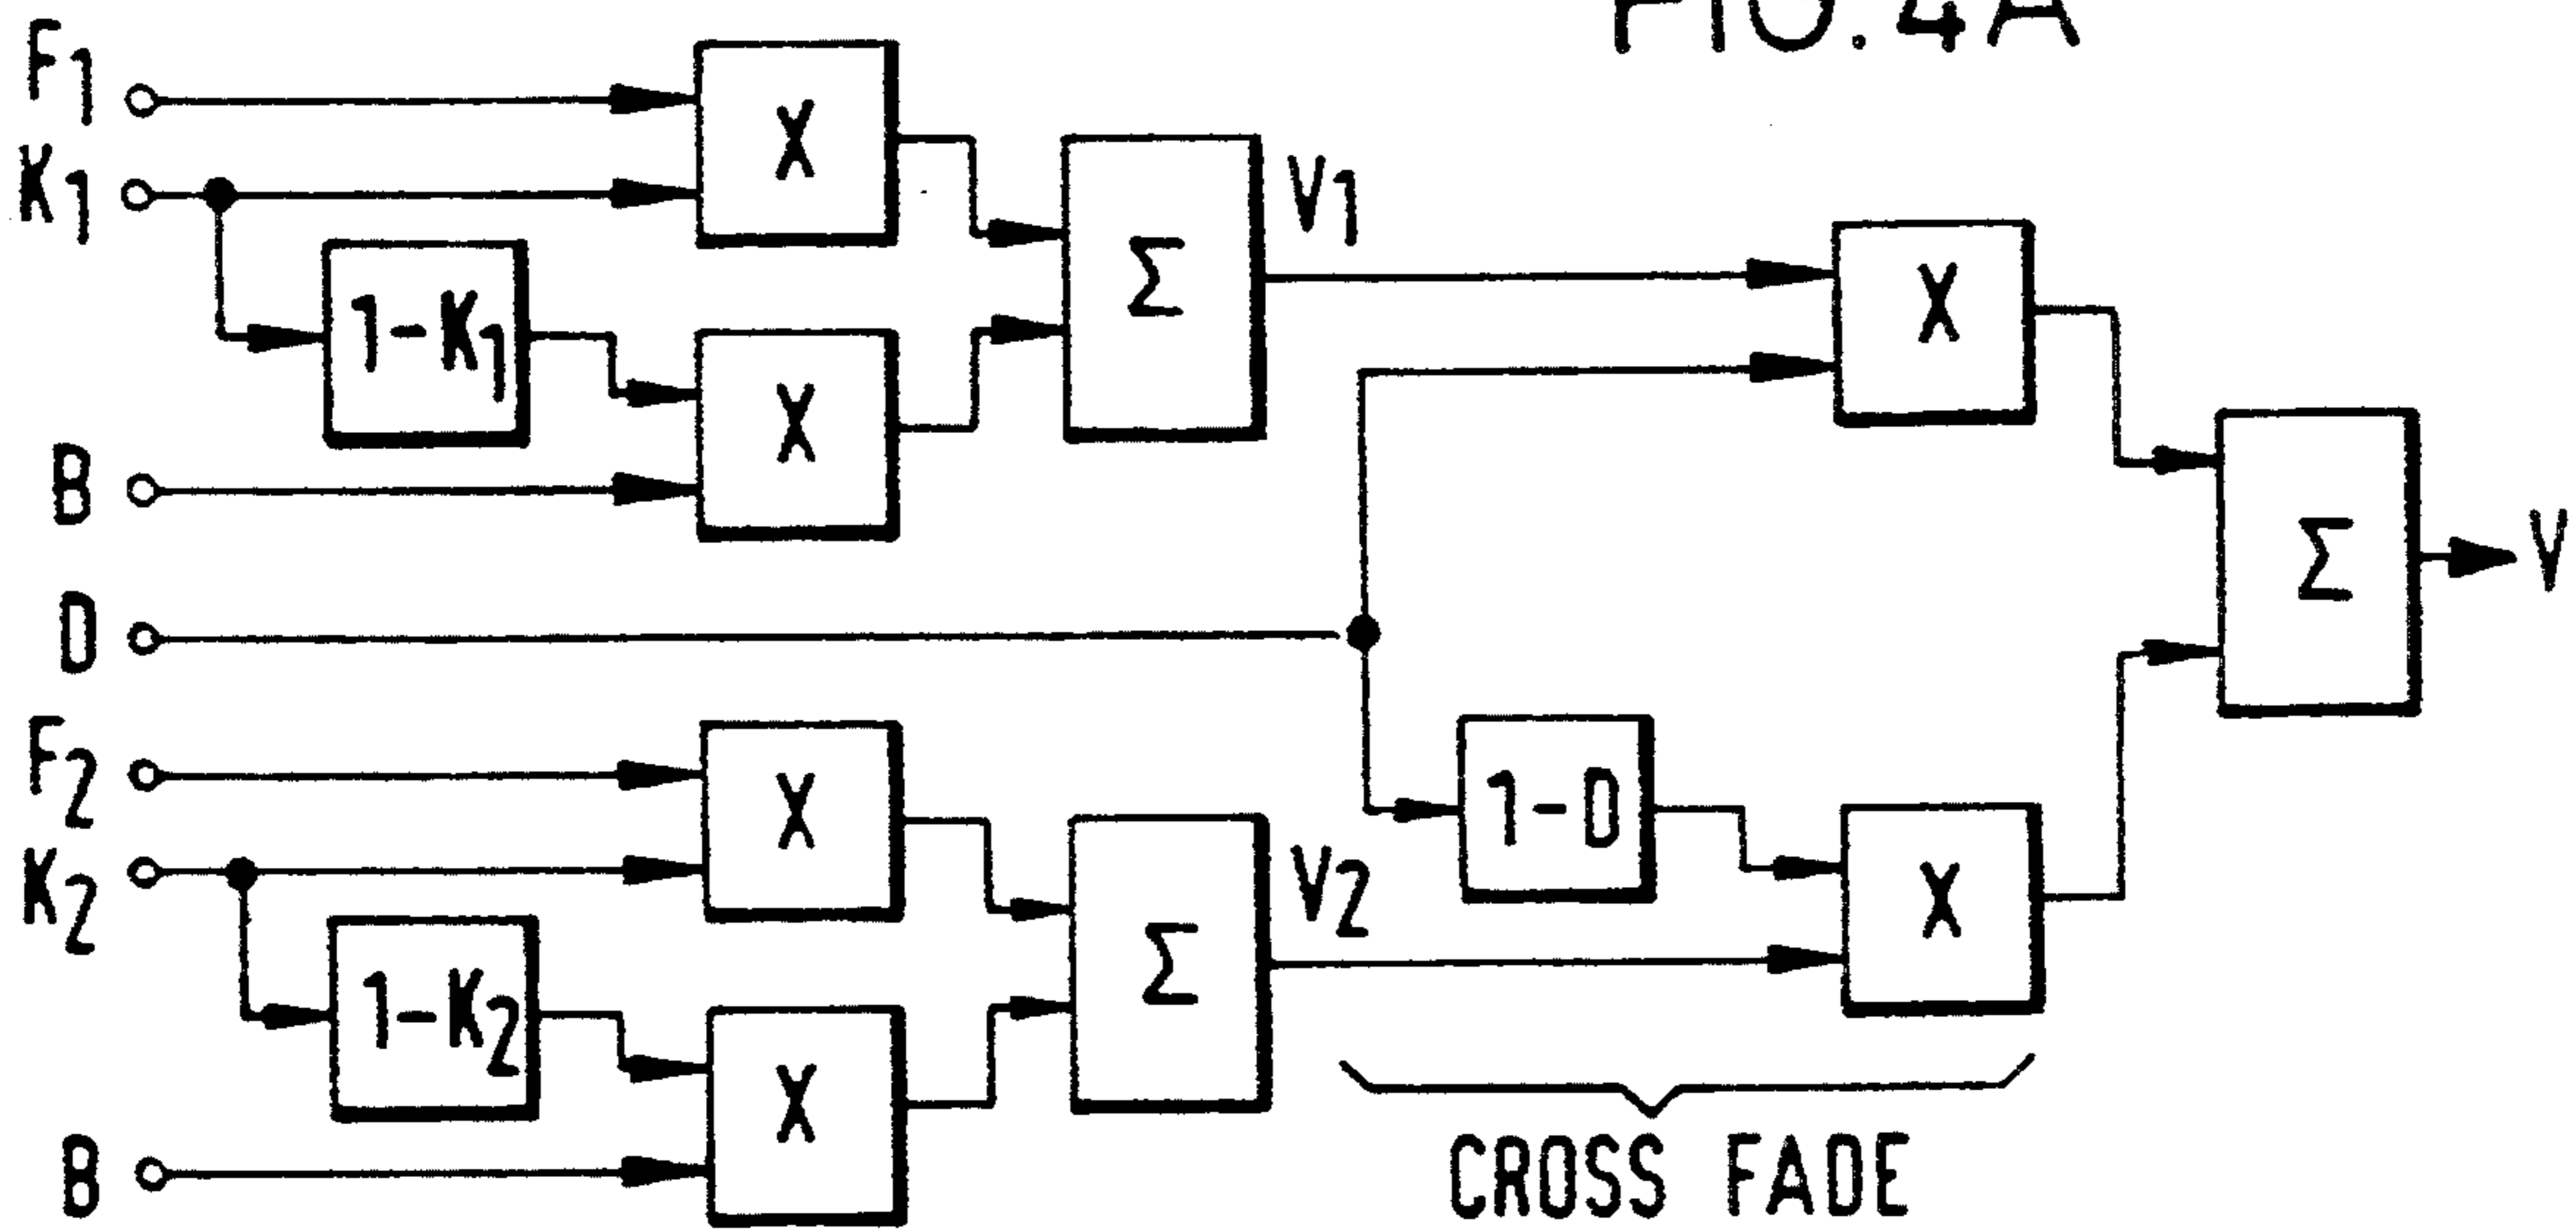 FIG. 4A
F1
K1
X
1-K1
X
B
Σ
V1
X
D
Σ
V
F2
K2
X
1-K2
X
B
Σ
V2
1-D
X
CROSS FADE